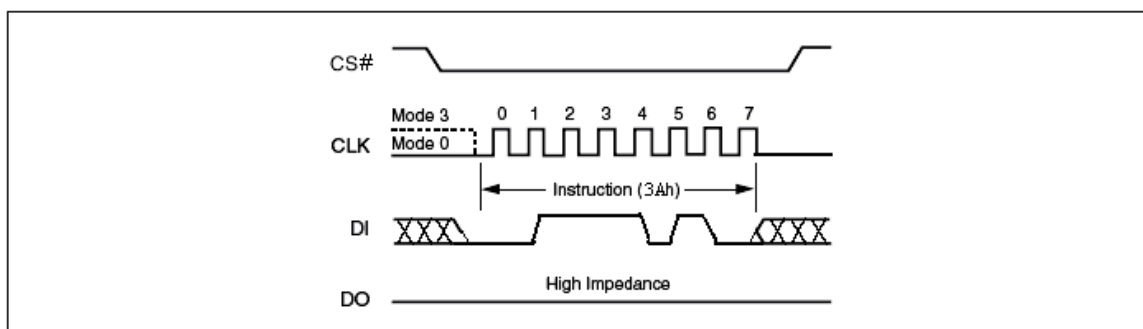 CS#
Mode 3 0 1 2 3 4 5 6 7
CLK Mode 0
Instruction (3Ah)
DI
High Impedance
DO